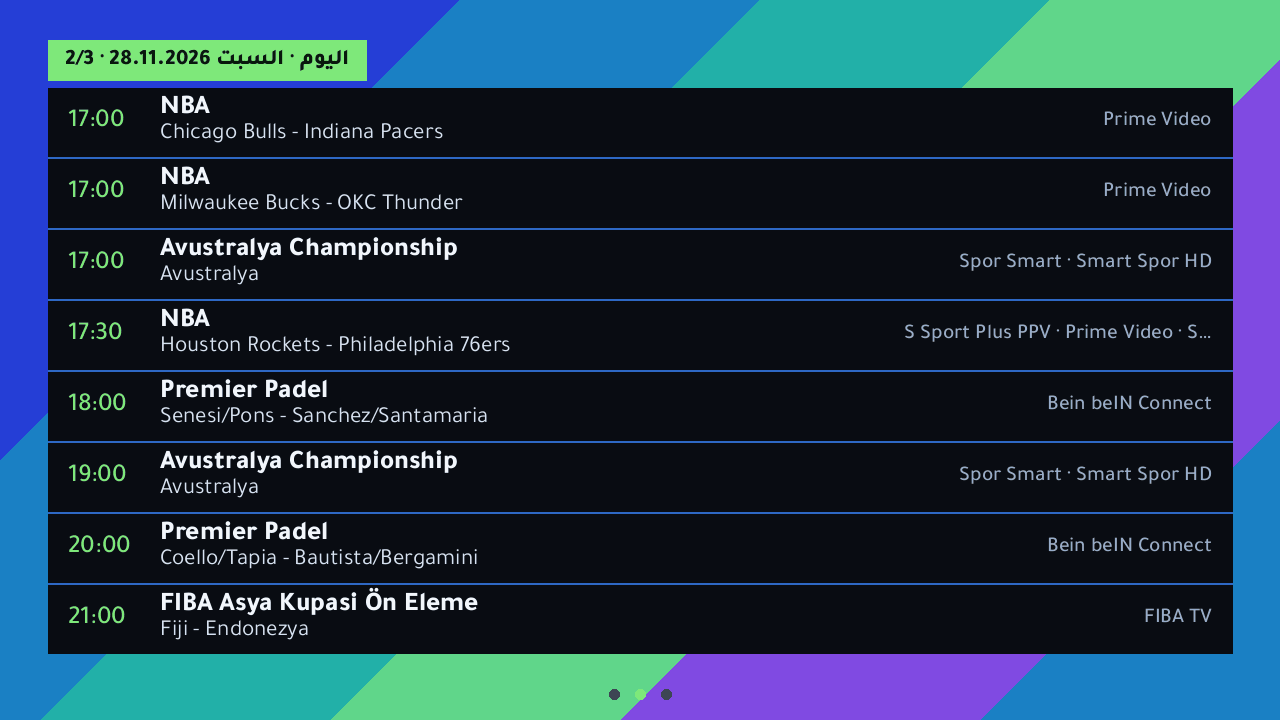 اليوم · السبت 28.11.2026 · 2/3
17:00
NBA
Chicago Bulls - Indiana Pacers
Prime Video
17:00
NBA
Milwaukee Bucks - OKC Thunder
Prime Video
17:00
Avustralya Championship
Avustralya
Spor Smart · Smart Spor HD
17:30
NBA
Houston Rockets - Philadelphia 76ers
S Sport Plus PPV · Prime Video · S...
18:00
Premier Padel
Senesi/Pons - Sanchez/Santamaria
Bein beIN Connect
19:00
Avustralya Championship
Avustralya
Spor Smart · Smart Spor HD
20:00
Premier Padel
Coello/Tapia - Bautista/Bergamini
Bein beIN Connect
21:00
FIBA Asya Kupasi Ön Eleme
Fiji - Endonezya
FIBA TV